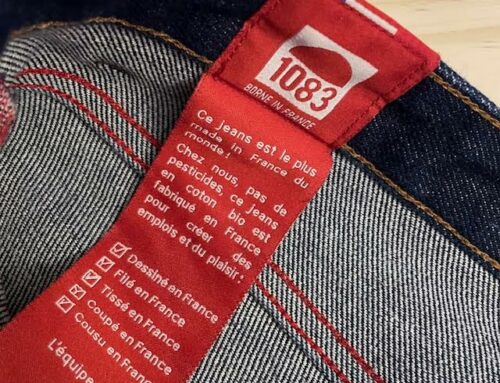 1083
BORNE IN FRANCE
Ce jeans est le plus
made in France du
monde !
Chez nous, pas de
pesticides, ce jeans
en coton bio est
fabriqué en France
pour créer des
emplois et du plaisir :
Dessiné en France
Filé en France
Tissé en France
Coupé en France
Cousu en France
L'équipe